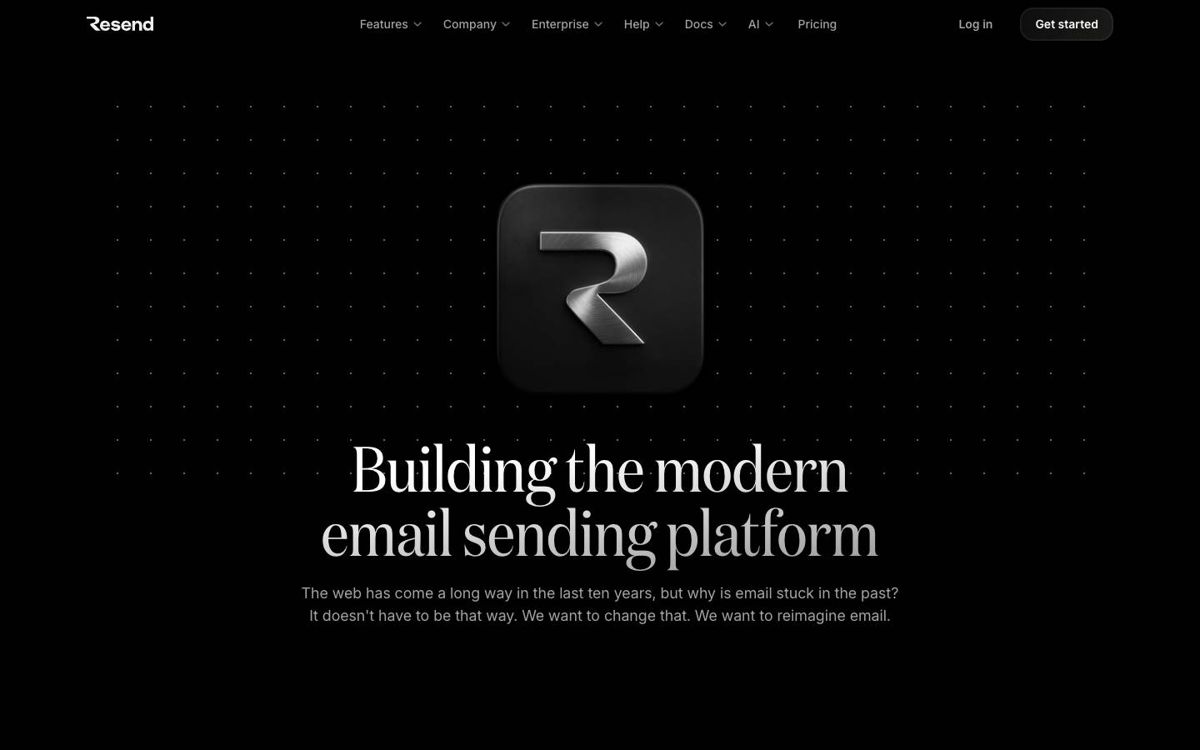 Resend
Features
Company
Enterprise
Help
Docs
AI
Pricing
Log in
Get started
R
Building the modern
email sending platform
The web has come a long way in the last ten years, but why is email stuck in the past?
It doesn't have to be that way. We want to change that. We want to reimagine email.